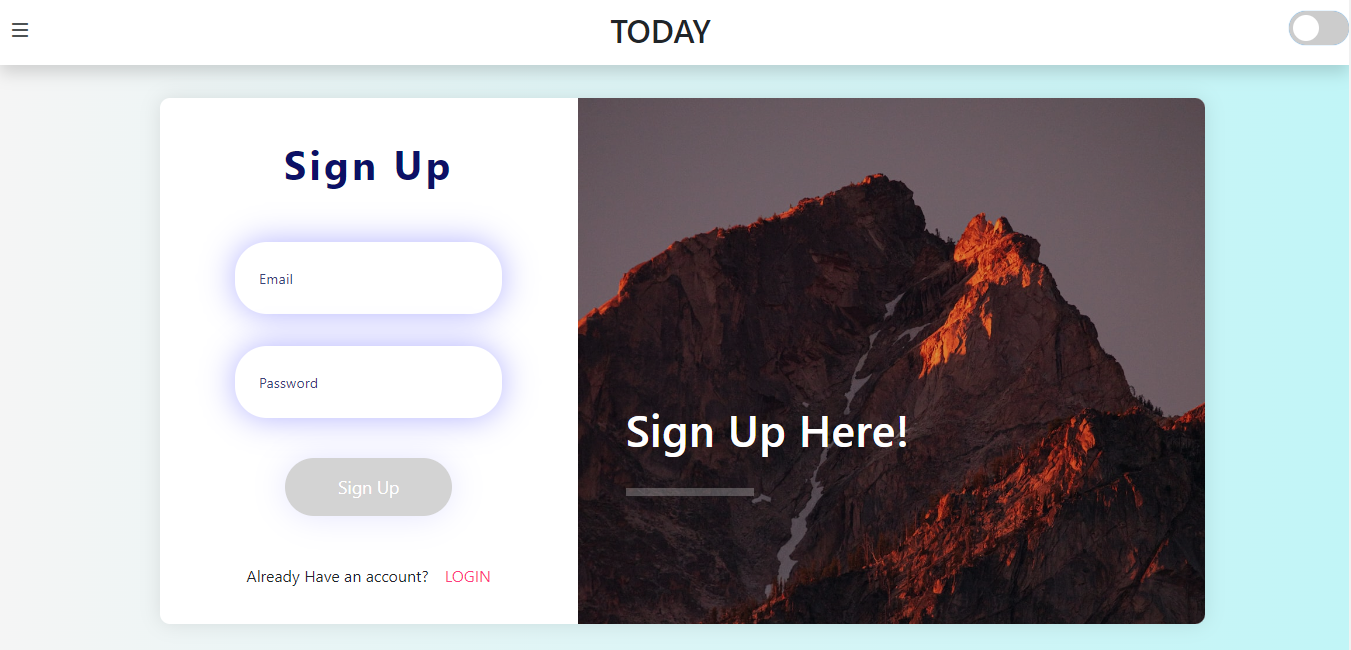 TODAY
Sign Up
Email
Password
Sign Up
Already Have an account? LOGIN
Sign Up Here!